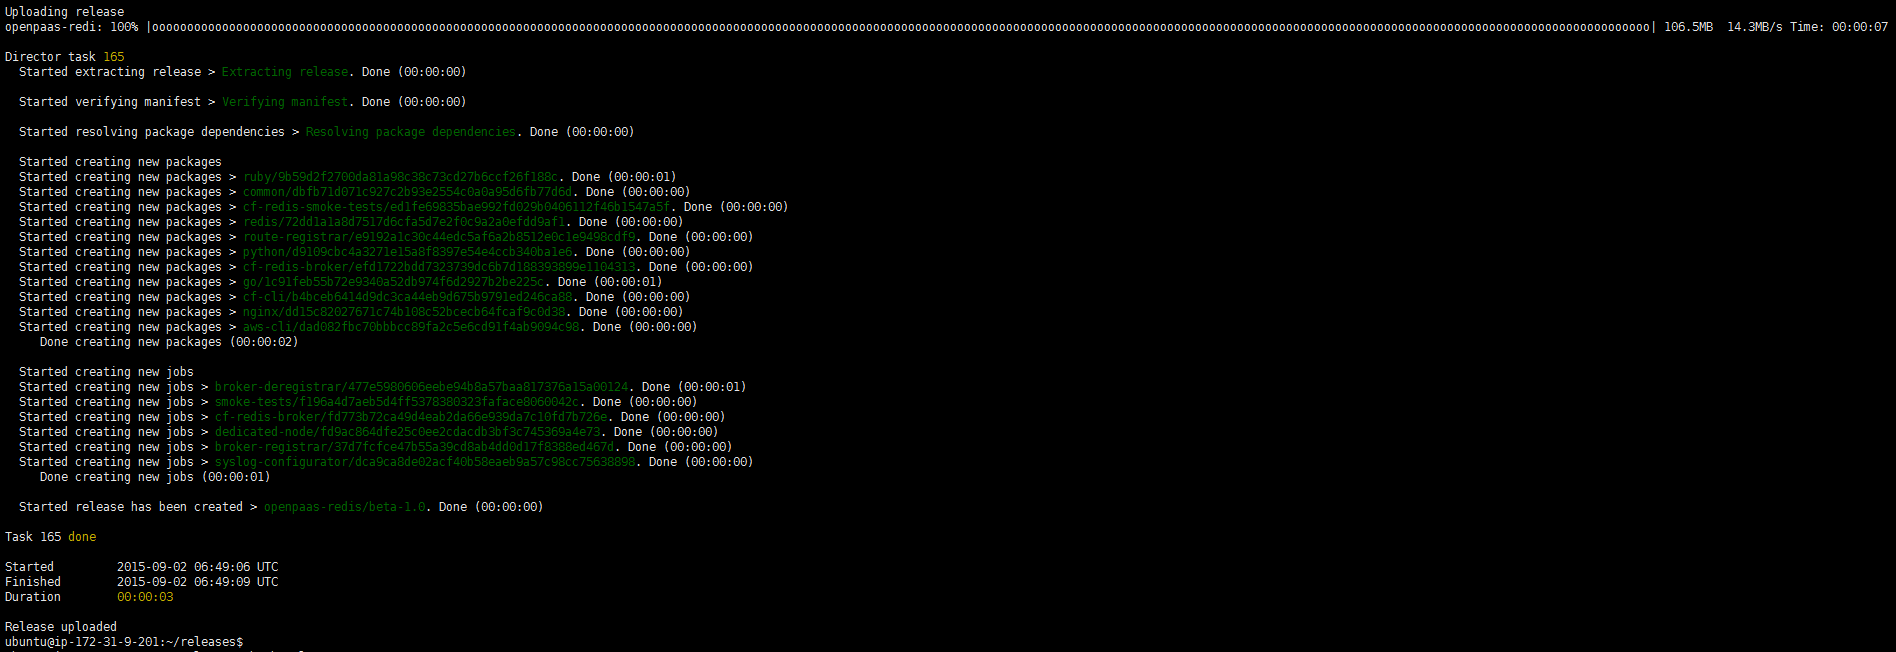 Uploading release
openpaas-redi: 100% |oooooooooooooooooooooooooooooooooooooooooooooooooooooooooooooooooooooooooooooooooooooooooooooooooooooooooooooooooooooooooooooooooooooooooooooooooooooooooooooooooooooooooooooooooooooooooooooooooooooooooooooooooooooo| 106.5MB  14.3MB/s Time: 00:00:07
Director task 165
Started extracting release > Extracting release. Done (00:00:00)
Started verifying manifest > Verifying manifest. Done (00:00:00)
Started resolving package dependencies > Resolving package dependencies. Done (00:00:00)
Started creating new packages
Started creating new packages > ruby/9b59d2f2700da81a98c38c73cd27b6ccf26f188c. Done (00:00:01)
Started creating new packages > common/dbfb71d071c927c2b93e2554c0a0a95d6fb77d6d. Done (00:00:00)
Started creating new packages > cf-redis-smoke-tests/ed1fe69835bae992fd029b0406112f46b1547a5f. Done (00:00:00)
Started creating new packages > redis/72dd1a1a8d7517d6cfa5d7e2f0c9a2a0efdd9af1. Done (00:00:00)
Started creating new packages > route-registrar/e9192a1c30c44edc5af6a2b8512e0c1e9498cdf9. Done (00:00:00)
Started creating new packages > python/d9109cbc4a3271e15a8f8397e54e4ccb340ba1e6. Done (00:00:00)
Started creating new packages > cf-redis-broker/efd1722bdd7323739dc6b7d188393899e1104313. Done (00:00:00)
Started creating new packages > go/1c91feb55b72e9340a52db974f6d2927b2be225c. Done (00:00:01)
Started creating new packages > cf-cli/b4bceb6414d9dc3ca44eb9d675b9791ed246ca88. Done (00:00:00)
Started creating new packages > nginx/dd15c82027671c74b108c52bcecb64fcaf9c0d38. Done (00:00:00)
Started creating new packages > aws-cli/dad082fbc70bbbcc89fa2c5e6cd91f4ab9094c98. Done (00:00:00)
Done creating new packages (00:00:02)
Started creating new jobs
Started creating new jobs > broker-deregistrar/477e5980606eebe94b8a57baa817376a15a00124. Done (00:00:01)
Started creating new jobs > smoke-tests/f196a4d7aeb5d4ff5378380323faface8060042c. Done (00:00:00)
Started creating new jobs > cf-redis-broker/fd773b72ca49d4eab2da66e939da7c10fd7b726e. Done (00:00:00)
Started creating new jobs > dedicated-node/fd9ac864dfe25c0ee2cdacdb3bf3c745369a4e73. Done (00:00:00)
Started creating new jobs > broker-registrar/37d7fcfce47b55a39cd8ab4dd0d17f8388ed467d. Done (00:00:00)
Started creating new jobs > syslog-configurator/dca9ca8de02acf40b58eaeb9a57c98cc75638898. Done (00:00:00)
Done creating new jobs (00:00:01)
Started release has been created > openpaas-redis/beta-1.0. Done (00:00:00)
Task 165 done
Started 2015-09-02 06:49:06 UTC
Finished 2015-09-02 06:49:09 UTC
Duration 00:00:03
Release uploaded
ubuntu@ip-172-31-9-201:~/releases$